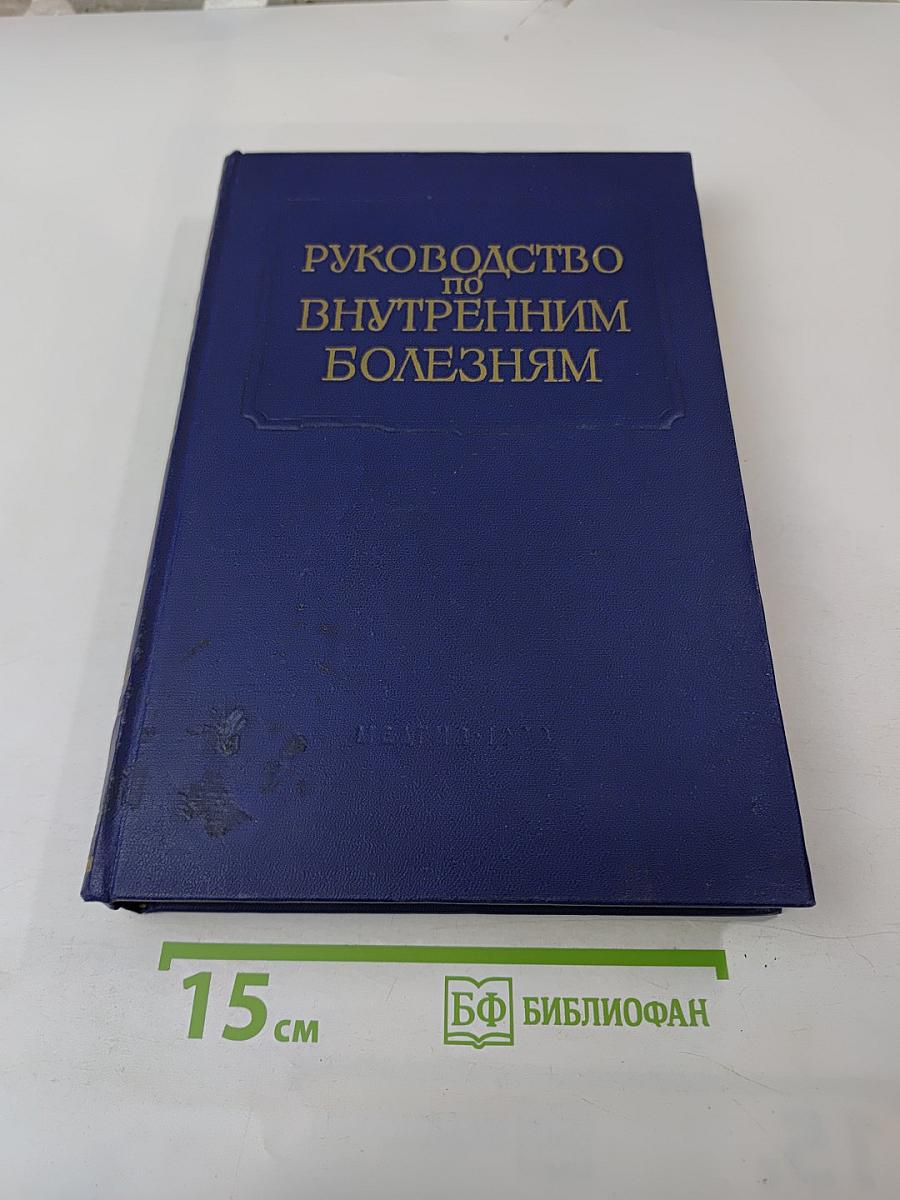 РУКОВОДСТВО
ПО
ВНУТРЕННИМ
БОЛЕЗНЯМ
15 см
БФ БИБЛИОФАН